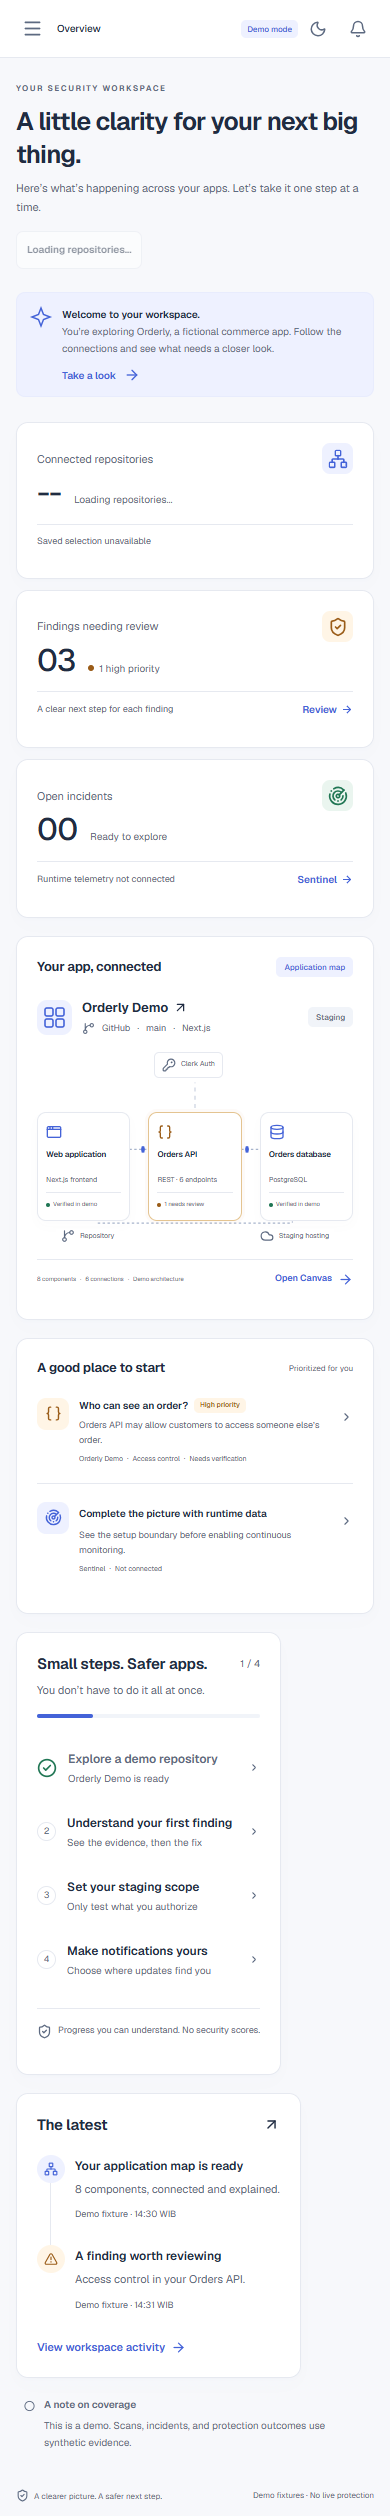 Overview
Demo mode
YOUR SECURITY WORKSPACE
A little clarity for your next big
thing.
Here's what's happening across your apps. Let's take it one step at a
time.
Loading repositories...
Welcome to your workspace.
You're exploring Orderly, a fictional commerce app. Follow the
connections and see what needs a closer look.
Take a look
Connected repositories
-- Loading repositories...
Saved selection unavailable
Findings needing review
03 1 high priority
A clear next step for each finding Review
Open incidents
00 Ready to explore
Runtime telemetry not connected Sentinel
Your app, connected Application map
Orderly Demo
GitHub · main · Next.js
Staging
Clerk Auth
Web application Orders API Orders database
Next.js frontend REST · 6 endpoints PostgreSQL
Verified in demo 1 needs review Verified in demo
Repository Staging hosting
8 components · 6 connections · Demo architecture Open Canvas
A good place to start Prioritized for you
Who can see an order? High priority
Orders API may allow customers to access someone else's
order.
Orderly Demo · Access control · Needs verification
Complete the picture with runtime data
See the setup boundary before enabling continuous
monitoring.
Sentinel · Not connected
Small steps. Safer apps. 1 / 4
You don't have to do it all at once.
Explore a demo repository
Orderly Demo is ready
2 Understand your first finding
See the evidence, then the fix
3 Set your staging scope
Only test what you authorize
4 Make notifications yours
Choose where updates find you
Progress you can understand. No security scores.
The latest
Your application map is ready
8 components, connected and explained.
Demo fixture · 14:30 WIB
A finding worth reviewing
Access control in your Orders API.
Demo fixture · 14:31 WIB
View workspace activity
A note on coverage
This is a demo. Scans, incidents, and protection outcomes use
synthetic evidence.
A clearer picture. A safer next step. Demo fixtures · No live protection